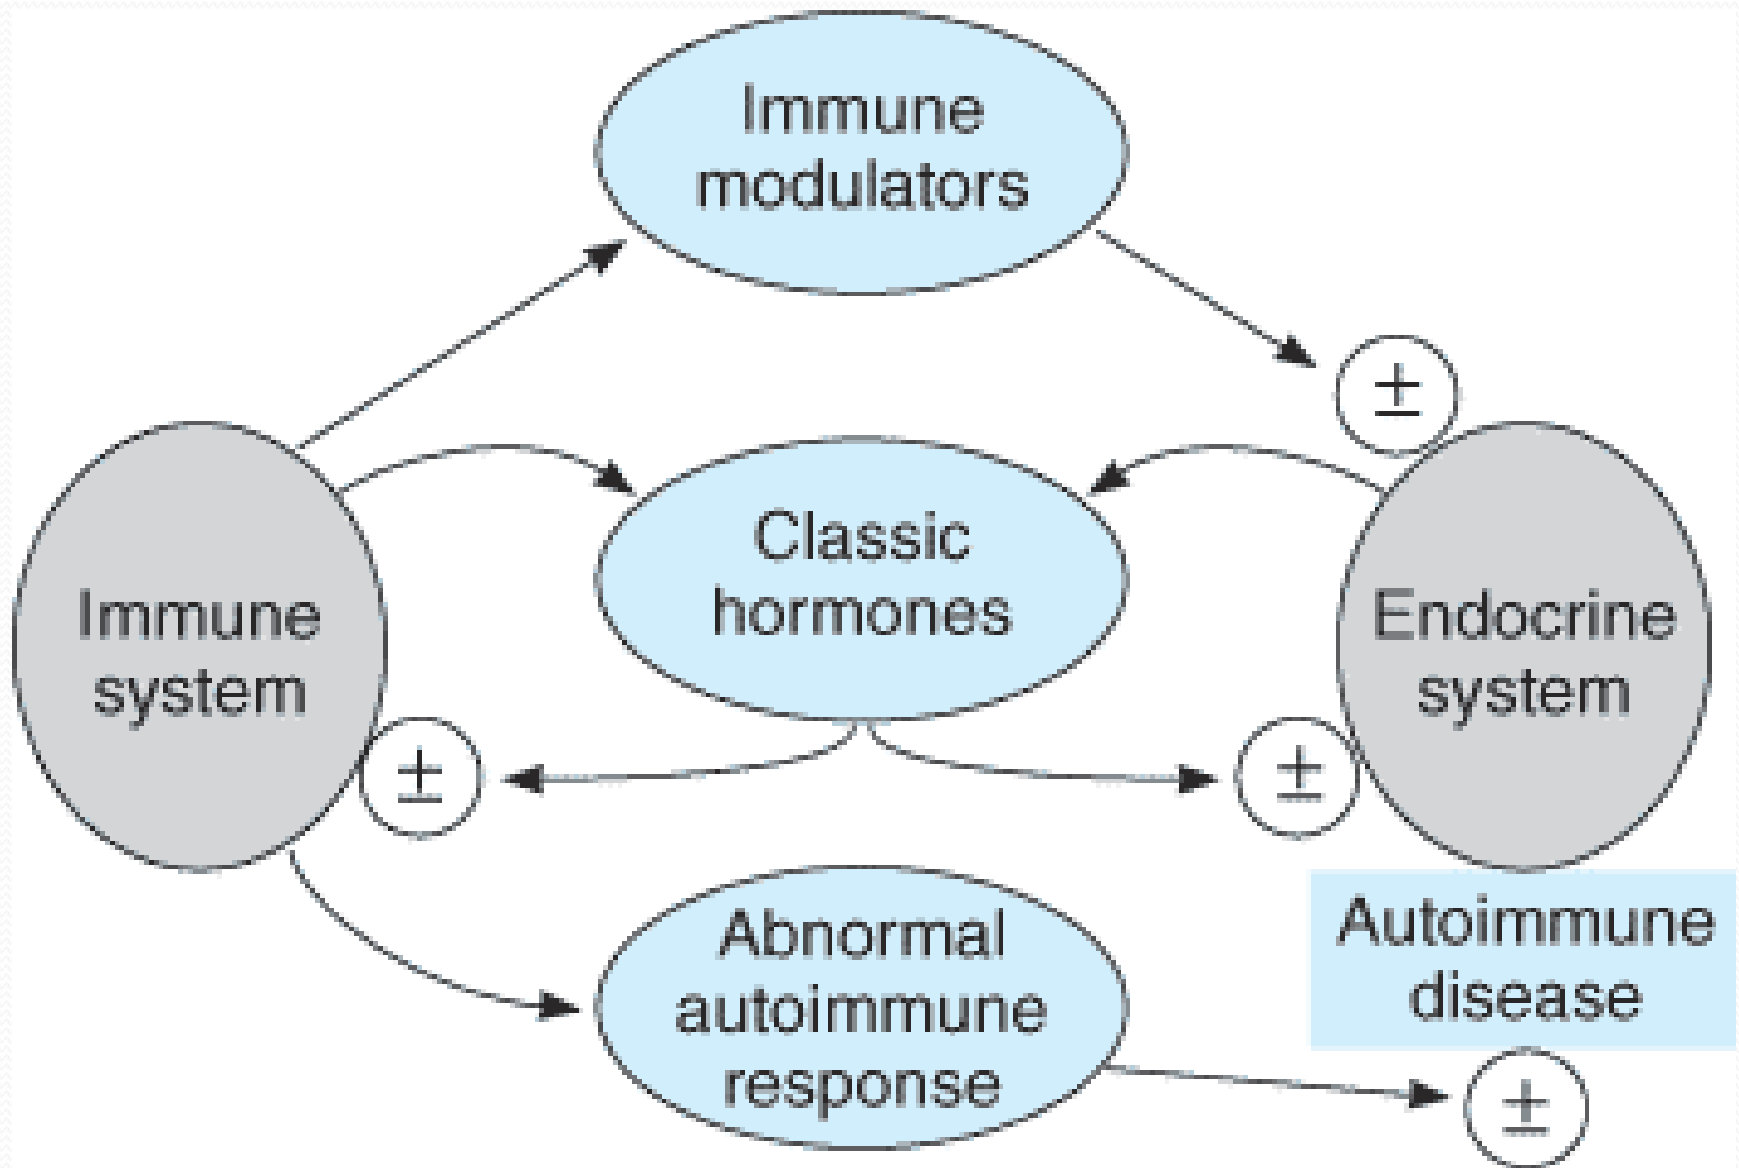 Immune
modulators
±
Classic
hormones
Immune
system
Endocrine
system
±
±
Abnormal
autoimmune
response
Autoimmune
disease
±